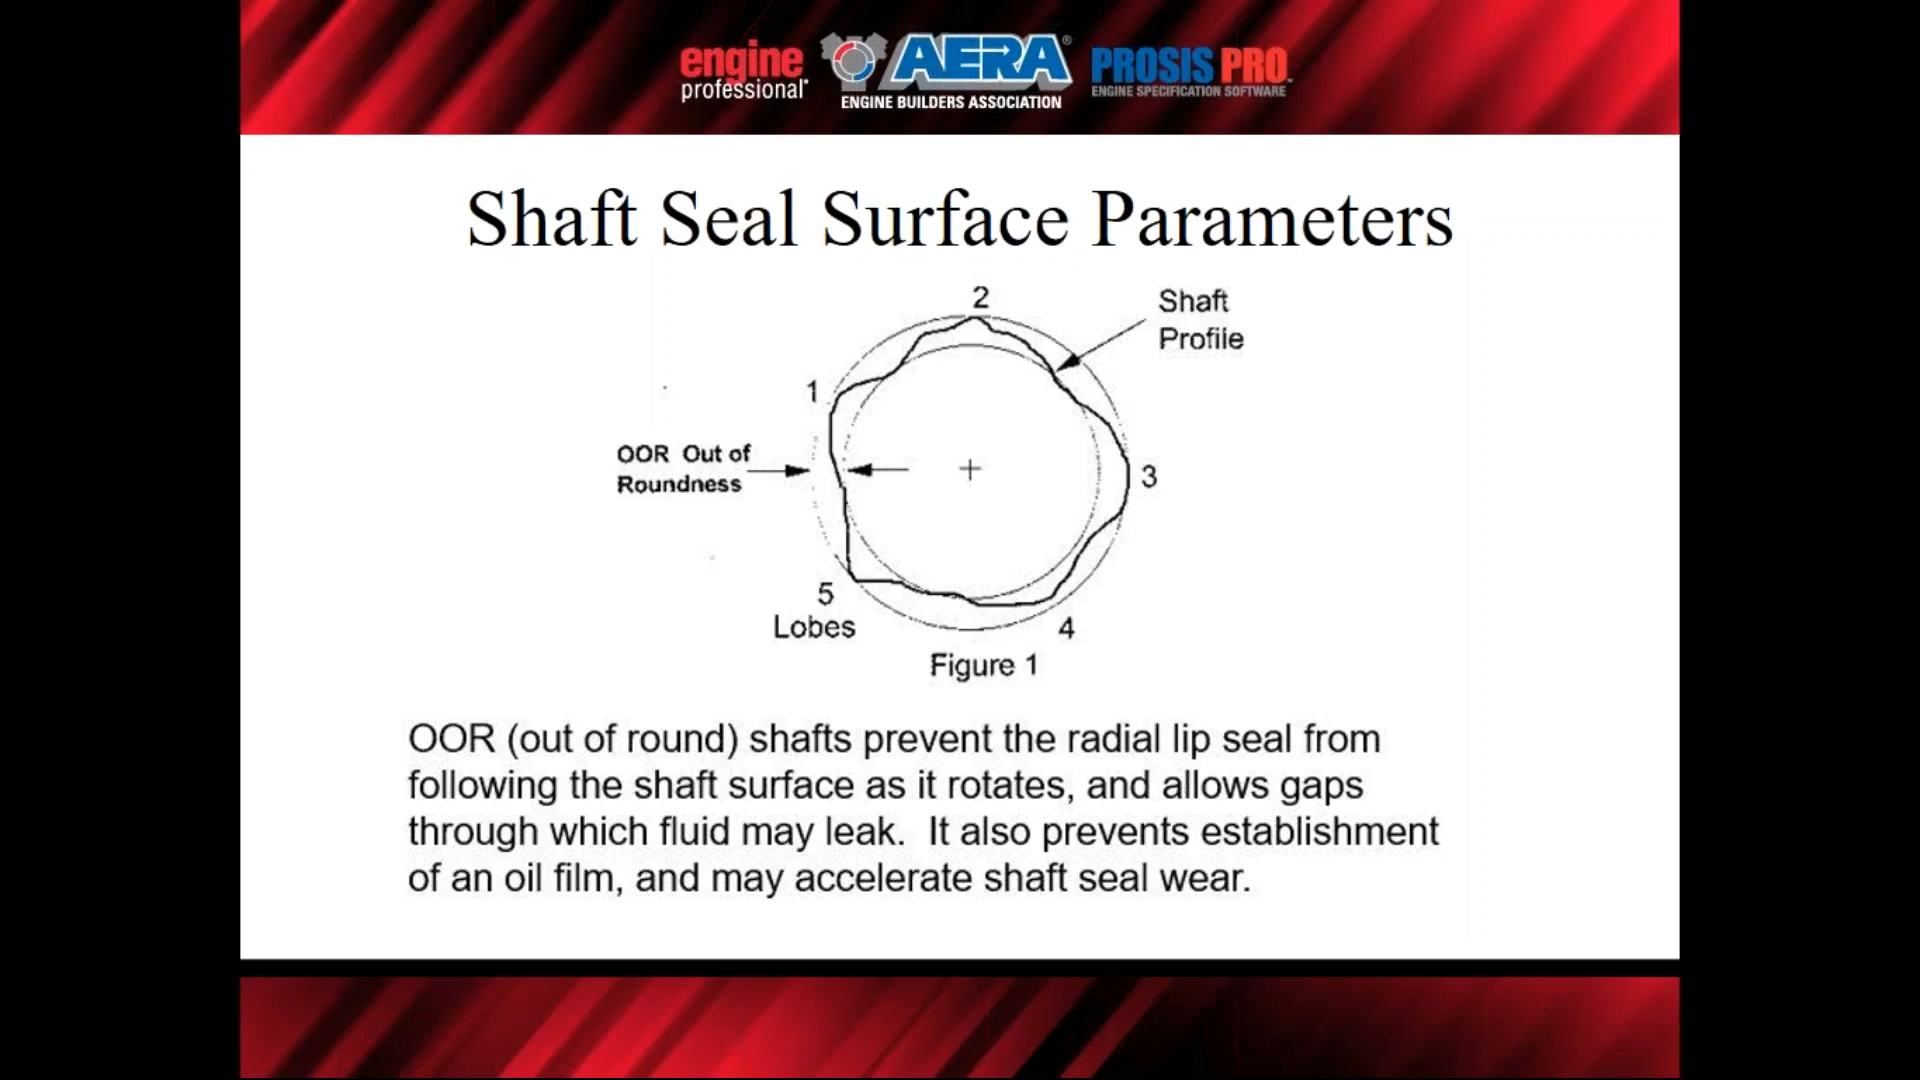 engine
professional®
AERA®
ENGINE BUILDERS ASSOCIATION
PROSIS PRO™
ENGINE SPECIFICATION SOFTWARE
Shaft Seal Surface Parameters
2
Shaft
Profile
1
OOR Out of
Roundness
3
5
Lobes
4
Figure 1
OOR (out of round) shafts prevent the radial lip seal from
following the shaft surface as it rotates, and allows gaps
through which fluid may leak. It also prevents establishment
of an oil film, and may accelerate shaft seal wear.